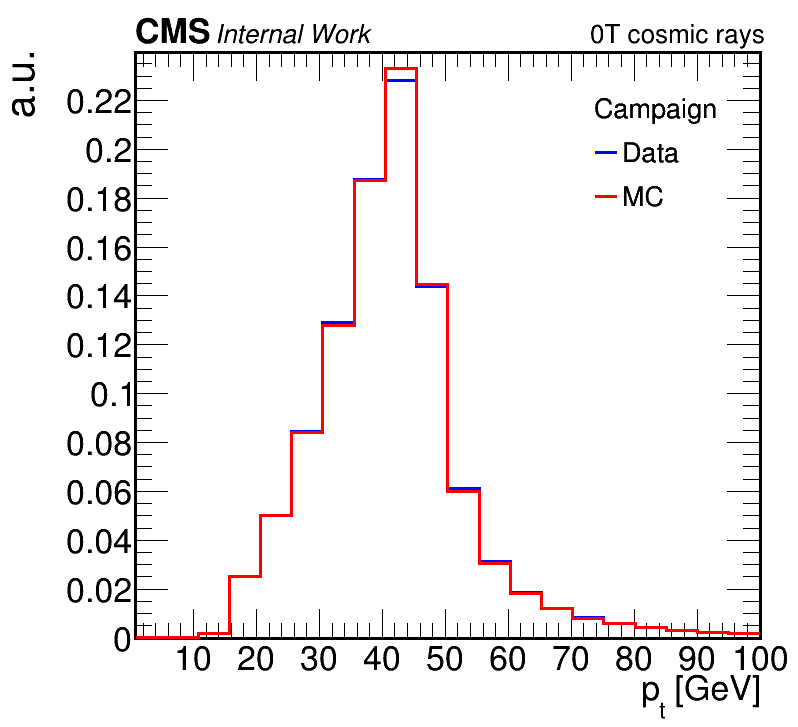 CMS Internal Work
0T cosmic rays
a.u.
Campaign
Data
MC
0.22
0.2
0.18
0.16
0.14
0.12
0.1
0.08
0.06
0.04
0.02
0
10 20 30 40 50 60 70 80 90 100
p_t [GeV]